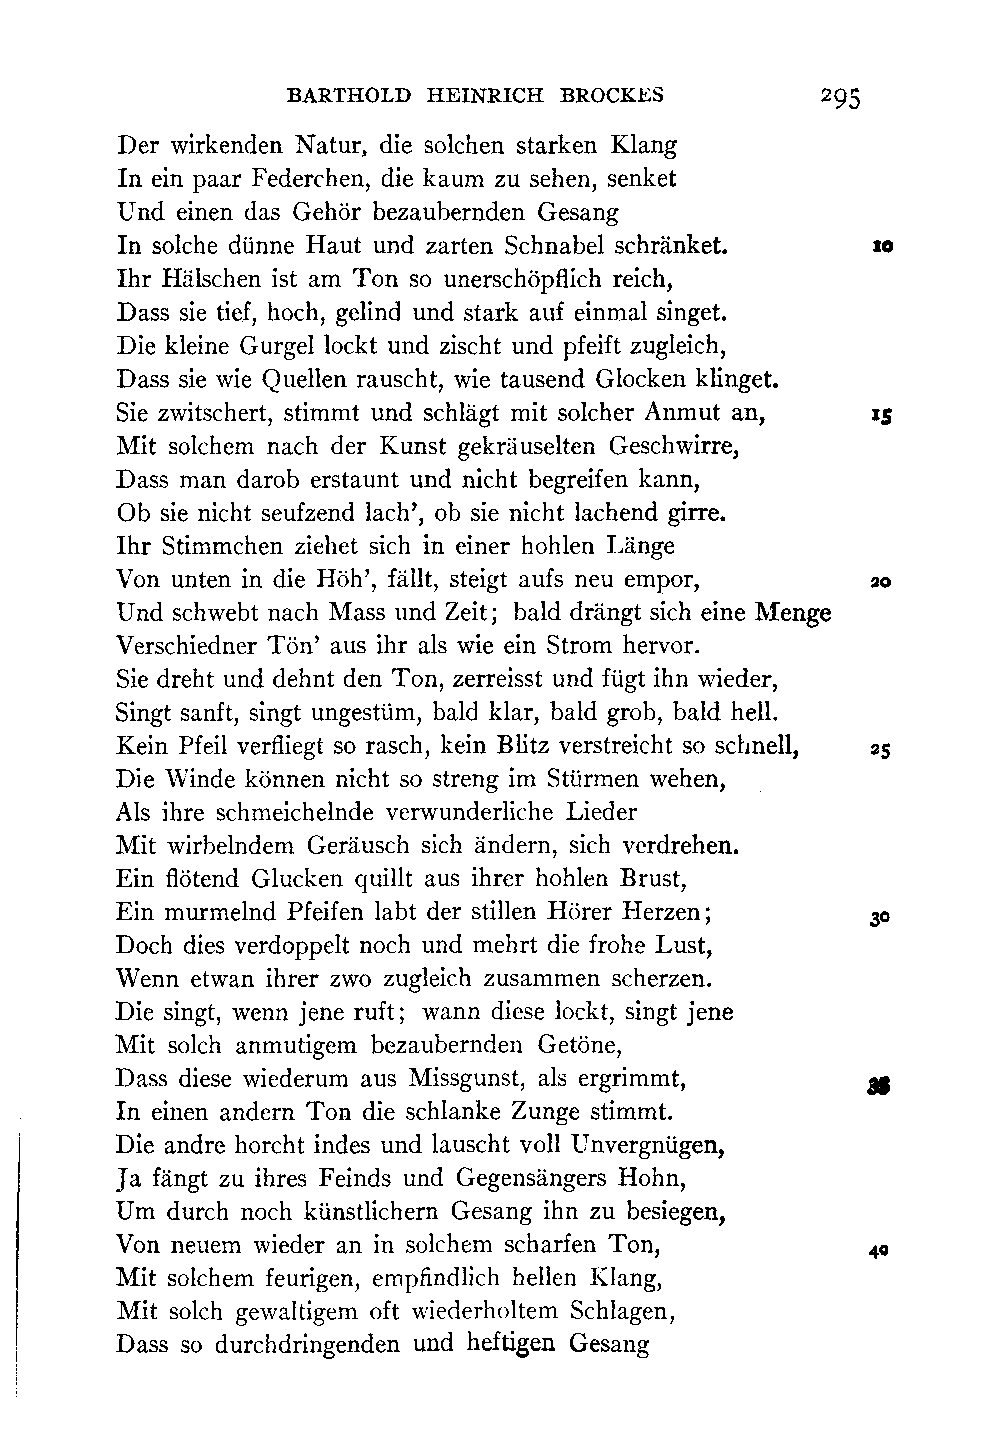 BARTHOLD HEINRICH BROCKES 295
Der wirkenden Natur, die solchen starken Klang
In ein paar Federchen, die kaum zu sehen, senket
Und einen das Gehör bezaubernden Gesang
In solche dünne Haut und zarten Schnabel schränket. 10
Ihr Hälschen ist am Ton so unerschöpflich reich,
Dass sie tief, hoch, gelind und stark auf einmal singet.
Die kleine Gurgel lockt und zischt und pfeift zugleich,
Dass sie wie Quellen rauscht, wie tausend Glocken klinget.
Sie zwitschert, stimmt und schlägt mit solcher Anmut an, 15
Mit solchem nach der Kunst gekräuselten Geschwirre,
Dass man darob erstaunt und nicht begreifen kann,
Ob sie nicht seufzend lach', ob sie nicht lachend girre.
Ihr Stimmchen ziehet sich in einer hohlen Länge
Von unten in die Höh', fällt, steigt aufs neu empor, 20
Und schwebt nach Mass und Zeit; bald drängt sich eine Menge
Verschiedner Tön' aus ihr als wie ein Strom hervor.
Sie dreht und dehnt den Ton, zerreisst und fügt ihn wieder,
Singt sanft, singt ungestüm, bald klar, bald grob, bald hell.
Kein Pfeil verfliegt so rasch, kein Blitz verstreicht so schnell, 25
Die Winde können nicht so streng im Stürmen wehen,
Als ihre schmeichelnde verwunderliche Lieder
Mit wirbelndem Geräusch sich ändern, sich verdrehen.
Ein flötend Glucken quillt aus ihrer hohlen Brust,
Ein murmelnd Pfeifen labt der stillen Hörer Herzen; 30
Doch dies verdoppelt noch und mehrt die frohe Lust,
Wenn etwan ihrer zwo zugleich zusammen scherzen.
Die singt, wenn jene ruft; wann diese lockt, singt jene
Mit solch anmutigem bezaubernden Getöne,
Dass diese wiederum aus Missgunst, als ergrimmt, 35
In einen andern Ton die schlanke Zunge stimmt.
Die andre horcht indes und lauscht voll Unvergnügen,
Ja fängt zu ihres Feinds und Gegensängers Hohn,
Um durch noch künstlichern Gesang ihn zu besiegen,
Von neuem wieder an in solchem scharfen Ton, 40
Mit solchem feurigen, empfindlich hellen Klang,
Mit solch gewaltigem oft wiederholtem Schlagen,
Dass so durchdringenden und heftigen Gesang